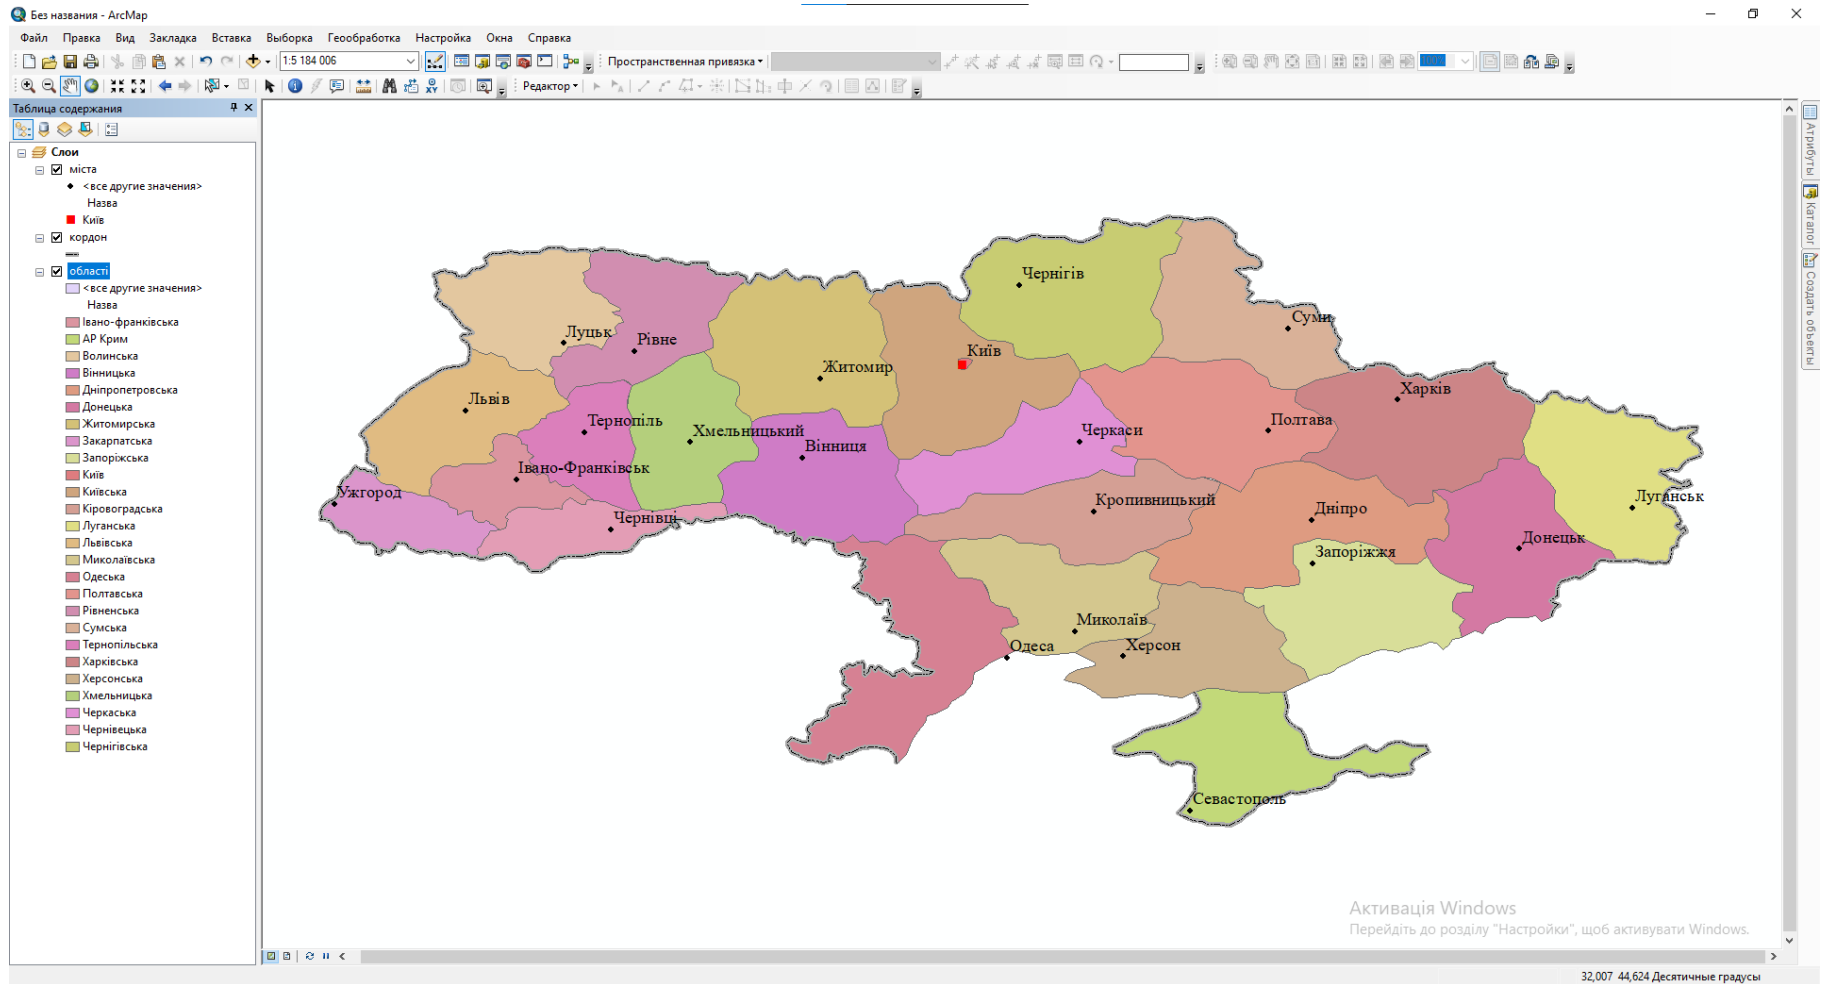 Без названия - ArcMap
Файл Правка Вид Закладка Вставка Выборка Геообработка Настройка Окна Справка
1:5 184 006
Пространственная привязка
100%
Редактор
Таблица содержания
Слои
міста
<все другие значения>
Назва
Київ
кордон
області
<все другие значения>
Назва
Івано-франківська
АР Крим
Волинська
Вінницька
Дніпропетровська
Донецька
Житомирська
Закарпатська
Запоріжська
Київ
Київська
Кіровоградська
Луганська
Львівська
Миколаївська
Одеська
Полтавська
Рівненська
Сумська
Тернопільська
Харківська
Херсонська
Хмельницька
Черкаська
Чернівецька
Чернігівська
Чернігів
Суми
Луцьк
Рівне
Київ
Житомир
Харків
Львів
Тернопіль
Хмельницький
Вінниця
Черкаси
Полтава
Івано-Франківськ
Ужгород
Чернівці
Кропивницький
Дніпро
Луганськ
Донецьк
Запоріжжя
Миколаїв
Одеса
Херсон
Севастополь
Атрибуты
Каталог
Создать объекты
Активація Windows
Перейдіть до розділу "Настройки", щоб активувати Windows.
32,007 44,624 Десятичные градусы